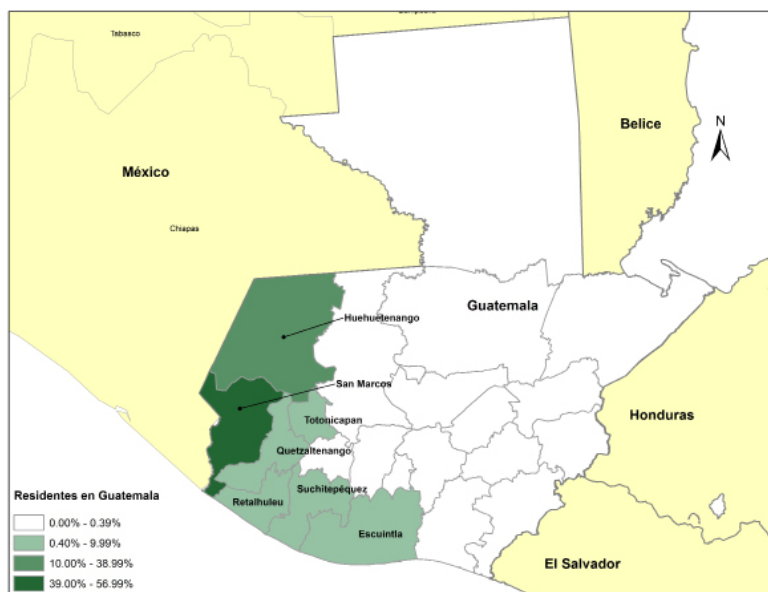 Tabasco
N
Belice
México
Chiapas
Guatemala
Huehuetenango
San Marcos
Honduras
Totonicapan
Quetzaltenango
Suchitepéquez
Retalhuleu
Escuintla
El Salvador
Residentes en Guatemala
0.00% - 0.39%
0.40% - 9.99%
10.00% - 38.99%
39.00% - 56.99%